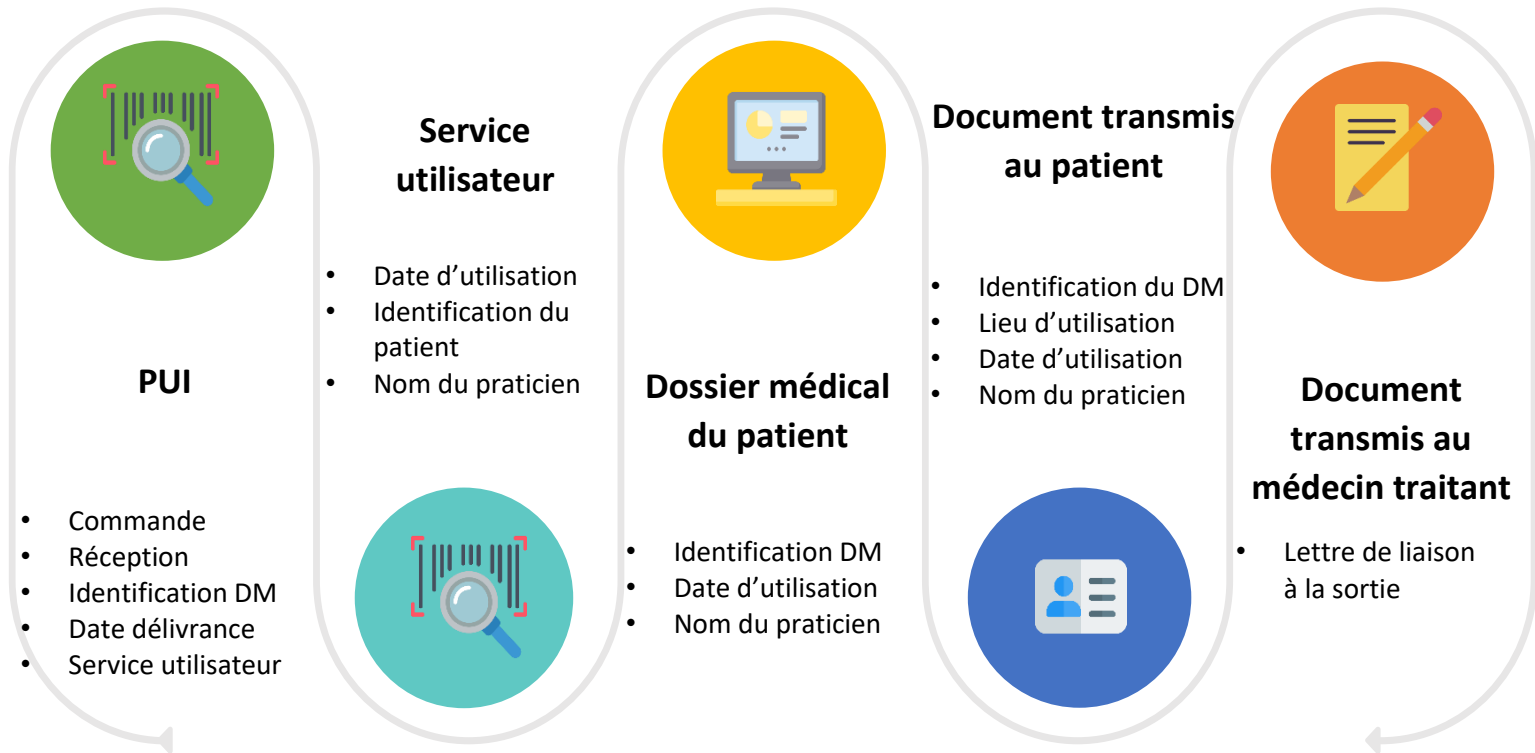 PUI
• Commande
• Réception
• Identification DM
• Date délivrance
• Service utilisateur
Service
utilisateur
• Date d’utilisation
• Identification du
patient
• Nom du praticien
Dossier médical
du patient
• Identification DM
• Date d’utilisation
• Nom du praticien
Document transmis
au patient
• Identification du DM
• Lieu d’utilisation
• Date d’utilisation
• Nom du praticien
Document
transmis au
médecin traitant
• Lettre de liaison
à la sortie